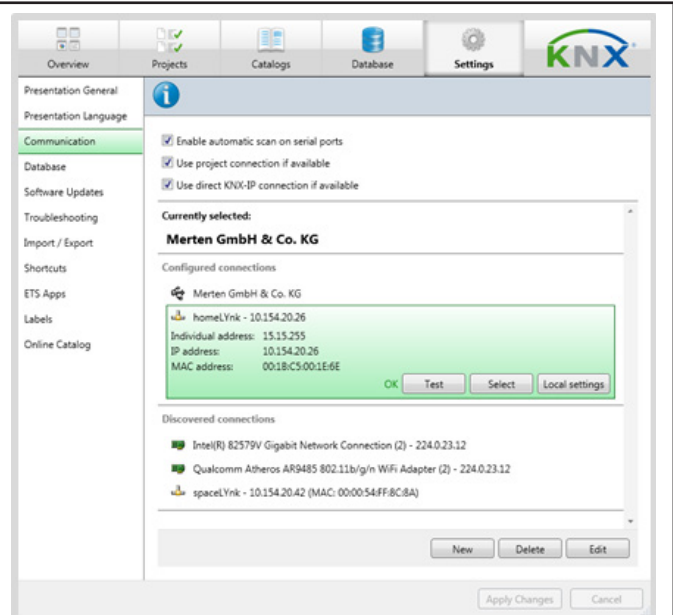 Overview
Projects
Catalogs
Database
Settings
KNX
Presentation General
Presentation Language
Communication
Database
Software Updates
Troubleshooting
Import / Export
Shortcuts
ETS Apps
Labels
Online Catalog
Enable automatic scan on serial ports
Use project connection if available
Use direct KNX-IP connection if available
Currently selected:
Merten GmbH & Co. KG
Configured connections
Merten GmbH & Co. KG
homeLYnk - 10.154.20.26
Individual address: 15.15.255
IP address: 10.154.20.26
MAC address: 00:18:C5:00:1E:6E
OK Test Select Local settings
Discovered connections
Intel(R) 82579V Gigabit Network Connection (2) - 224.0.23.12
Qualcomm Atheros AR9485 802.11b/g/n WiFi Adapter (2) - 224.0.23.12
spaceLYnk - 10.154.20.42 (MAC: 00:00:54:FF:8C:8A)
New Delete Edit
Apply Changes Cancel